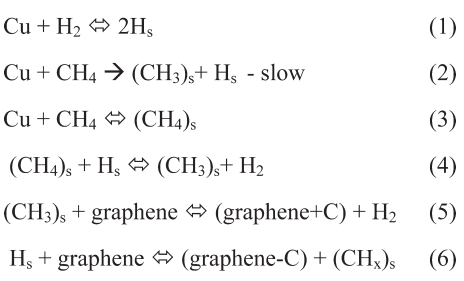 Cu + H₂ ⇔ 2Hₛ (1)
Cu + CH₄ → (CH₃)ₛ+ Hₛ - slow (2)
Cu + CH₄ ⇔ (CH₄)ₛ (3)
(CH₄)ₛ + Hₛ ⇔ (CH₃)ₛ+ H₂ (4)
(CH₃)ₛ + graphene ⇔ (graphene+C) + H₂ (5)
Hₛ + graphene ⇔ (graphene-C) + (CHₓ)ₛ (6)